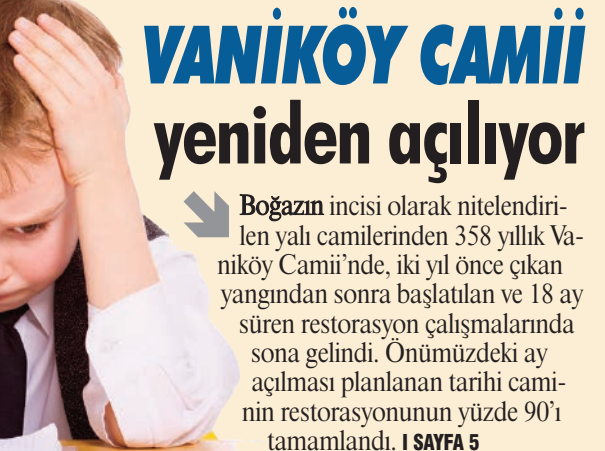 VANİKÖY CAMİİ
yeniden açılıyor
Boğazın incisi olarak nitelendiri-
len yalı camilerinden 358 yıllık Va-
niköy Camii’nde, iki yıl önce çıkan
yangından sonra başlatılan ve 18 ay
süren restorasyon çalışmalarında
sona gelindi. Önümüzdeki ay
açılması planlanan tarihi cami-
nin restorasyonunun yüzde 90’ı
tamamlandı. I SAYFA 5